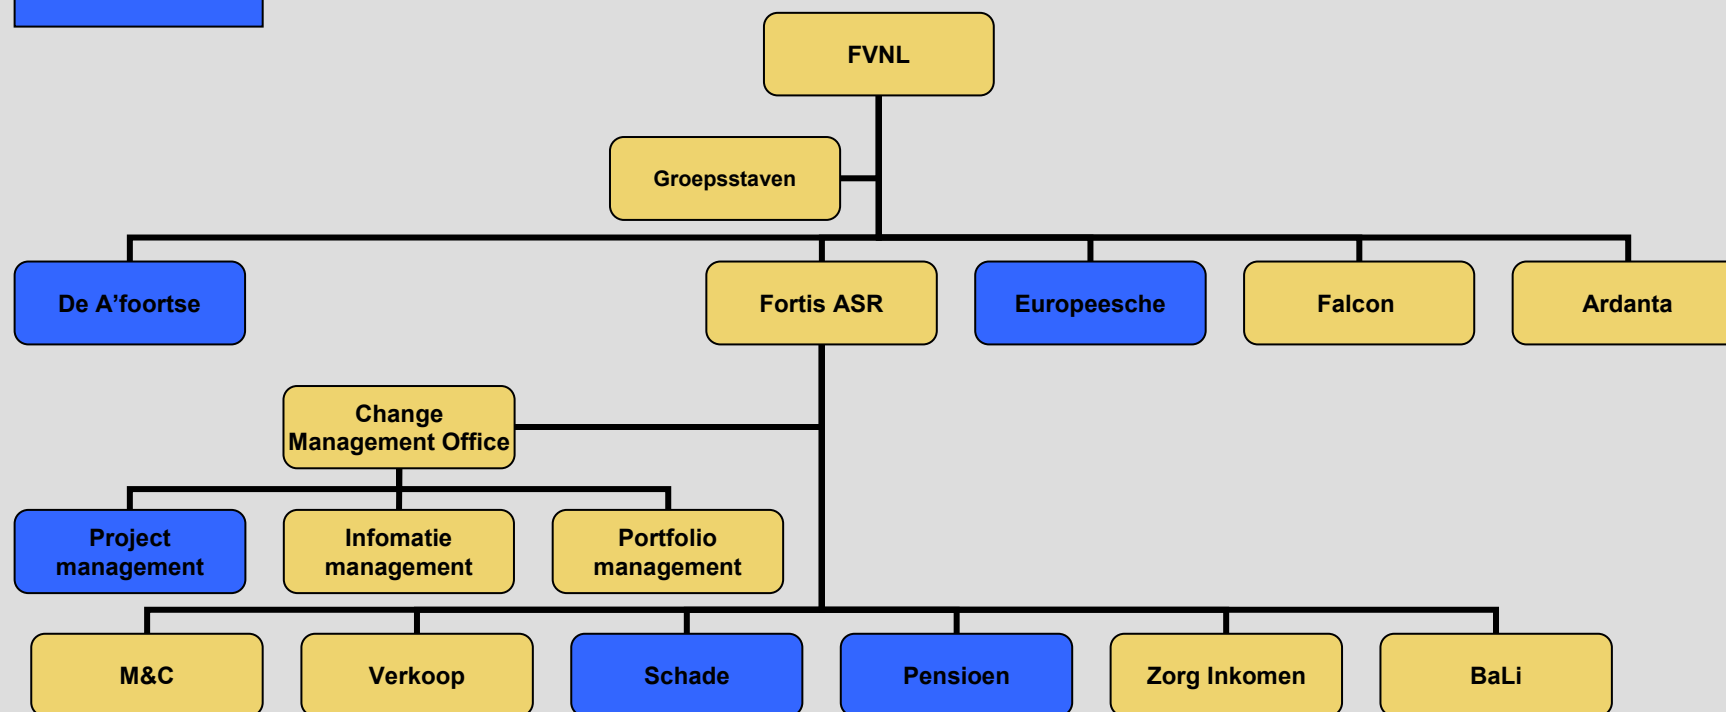 FVNL
Groepsstaven
De A’foortse
Fortis ASR
Europeesche
Falcon
Ardanta
Change
Management Office
Project
management
Infomatie
management
Portfolio
management
M&C
Verkoop
Schade
Pensioen
Zorg Inkomen
BaLi